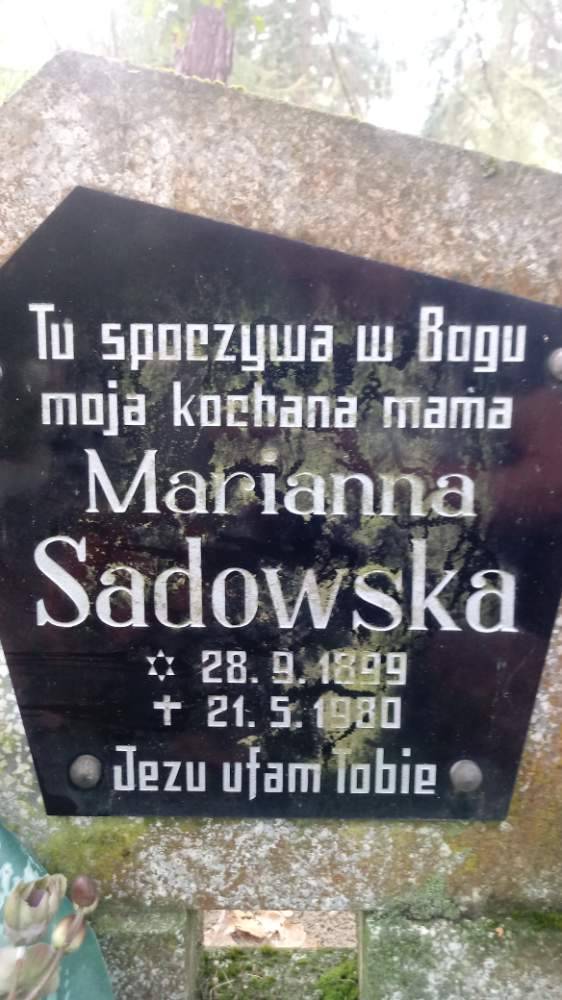 Tu spoczywa w Bogu
moja kochana mama
Marianna
Sadowska
✡ 28. 9. 1899
✝ 21. 5. 1980
Jezu ufam Tobie